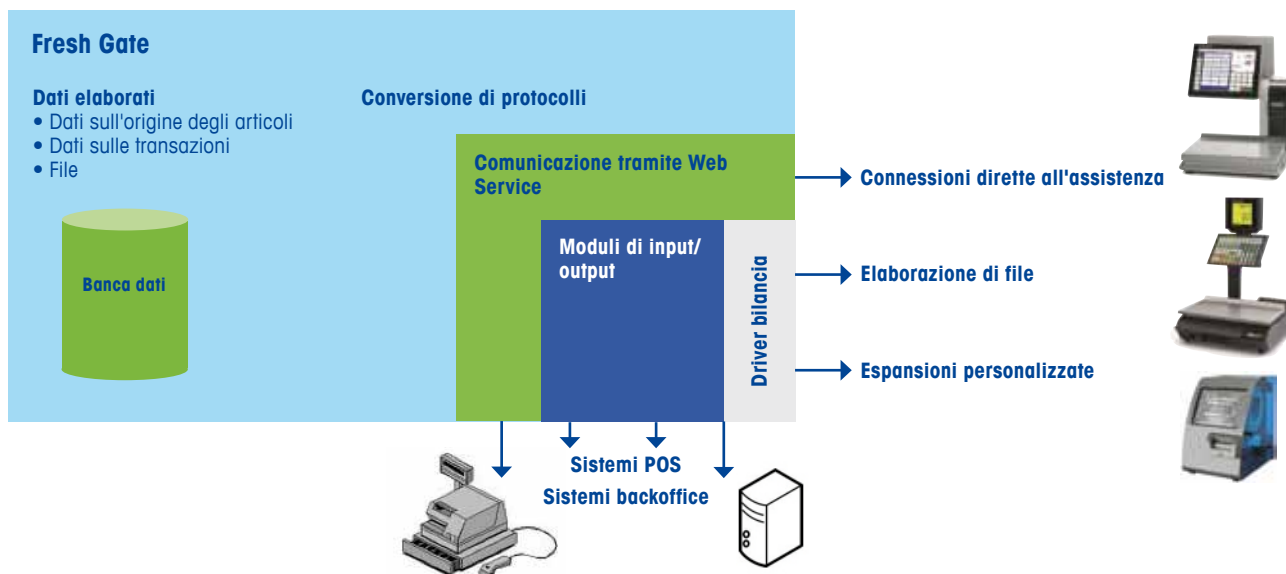 Fresh Gate
Dati elaborati
• Dati sull'origine degli articoli
• Dati sulle transazioni
• File
Banca dati
Conversione di protocolli
Comunicazione tramite Web
Service
Moduli di input/
output
Driver bilancia
Connessioni dirette all'assistenza
Elaborazione di file
Espansioni personalizzate
Sistemi POS
Sistemi backoffice